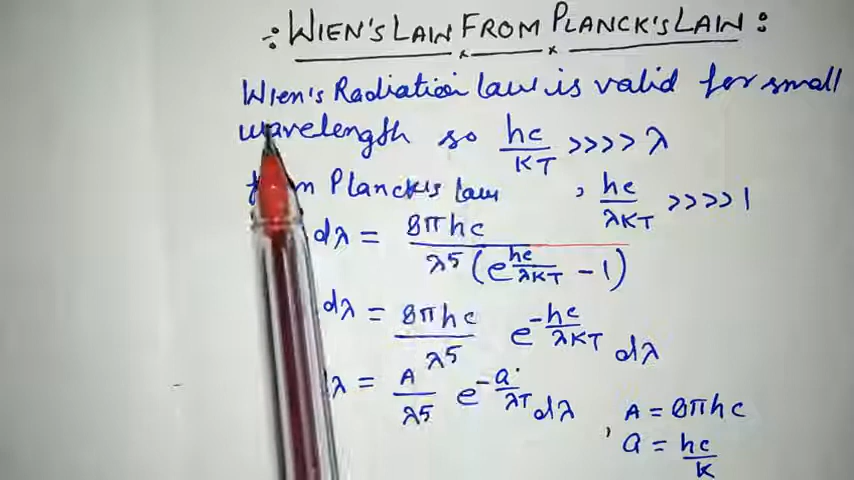 ÷ WIEN'S LAW FROM PLANCK'S LAW :
Wien's Radiation law is valid for small
wavelength so hc/KT >>>> λ
Planck's law , hc/λKT >>>> 1
dλ = 8πhc / λ⁵ (e^(hc/λKT) - 1)
dλ = 8πhc / λ⁵ e^(-hc/λKT) dλ
dλ = A / λ⁵ e^(-a/λT) dλ
, A = 8πhc
a = hc/K